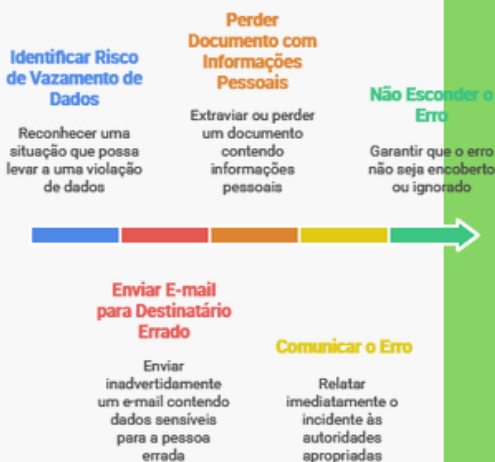 Identificar Risco
de Vazamento de
Dados
Reconhecer uma
situação que possa
levar a uma violação
de dados
Enviar E-mail
para Destinatário
Errado
Enviar
inadvertidamente
um e-mail contendo
dados sensíveis
para a pessoa
errada
Perder
Documento com
Informações
Pessoais
Extraviar ou perder
um documento
contendo
informações
pessoais
Comunicar o Erro
Relatar
imediatamente o
incidente às
autoridades
apropriadas
Não Esconder o
Erro
Garantir que o erro
não seja encoberto
ou ignorado